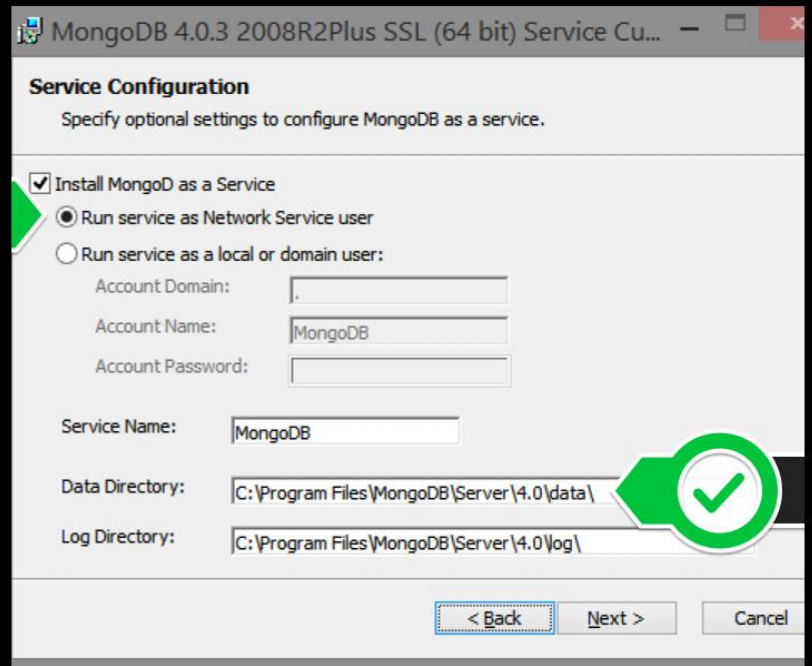 MongoDB 4.0.3 2008R2Plus SSL (64 bit) Service Cu...
Service Configuration
Specify optional settings to configure MongoDB as a service.
Install MongoD as a Service
Run service as Network Service user
Run service as a local or domain user:
Account Domain: .
Account Name: MongoDB
Account Password:
Service Name: MongoDB
Data Directory: C:\Program Files\MongoDB\Server\4.0\data\
Log Directory: C:\Program Files\MongoDB\Server\4.0\log\
< Back Next > Cancel